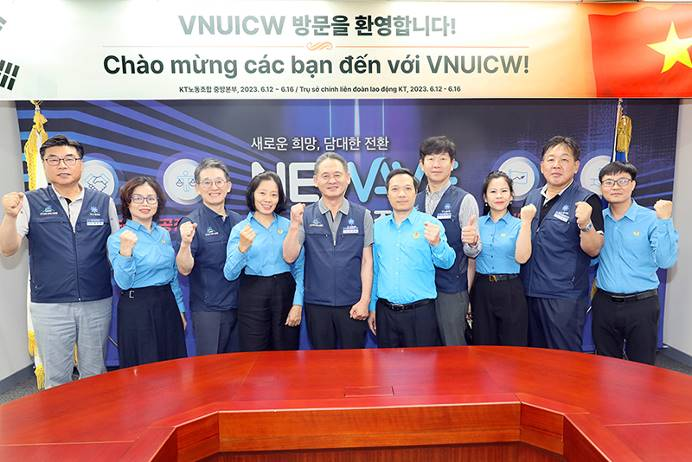 VNUICW 방문을 환영합니다!
Chào mừng các bạn đến với VNUICW!
KT노동조합 중앙본부, 2023. 6.12 ~ 6.16 / Trụ sở chính liên đoàn lao động KT, 2023. 6.12 - 6.16
새로운 희망, 담대한 전환